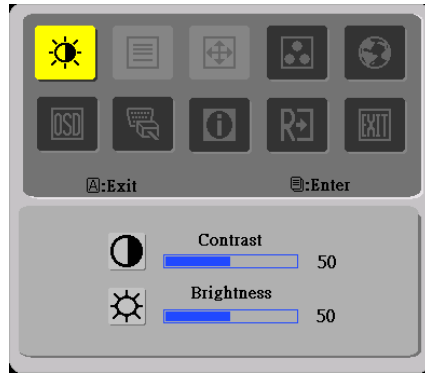 OSD i R EXIT
A:Exit :Enter
Contrast
50
Brightness
50